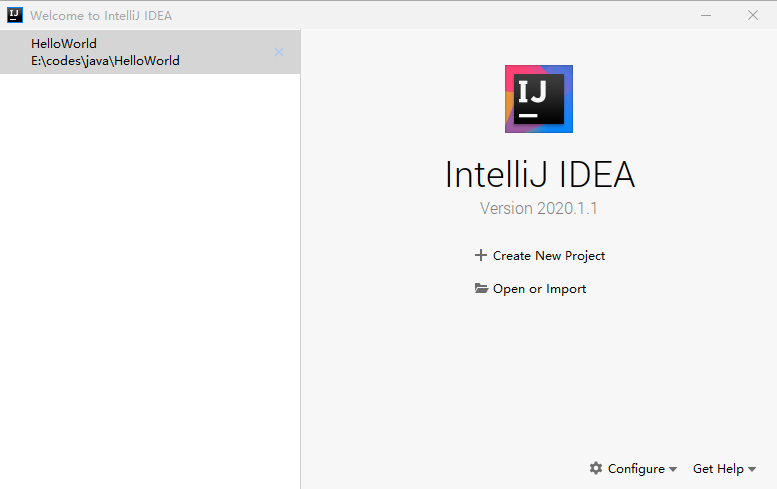 Welcome to IntelliJ IDEA
HelloWorld
E:\codes\java\HelloWorld
IJ
IntelliJ IDEA
Version 2020.1.1
Create New Project
Open or Import
Configure
Get Help